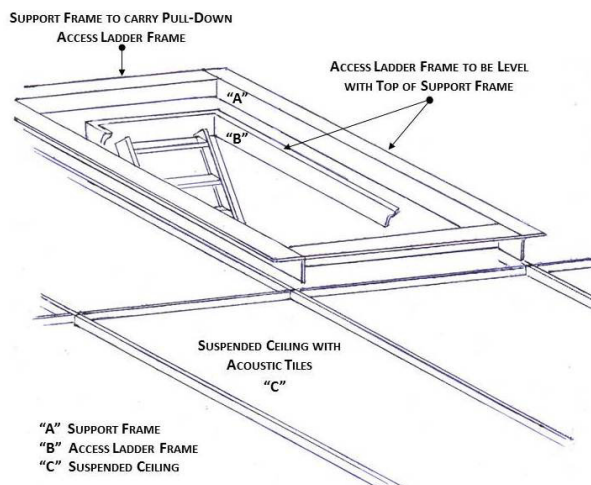 SUPPORT FRAME TO CARRY PULL-DOWN
ACCESS LADDER FRAME
ACCESS LADDER FRAME TO BE LEVEL
WITH TOP OF SUPPORT FRAME
"A"
"B"
SUSPENDED CEILING WITH
ACOUSTIC TILES
"C"
"A" SUPPORT FRAME
"B" ACCESS LADDER FRAME
"C" SUSPENDED CEILING